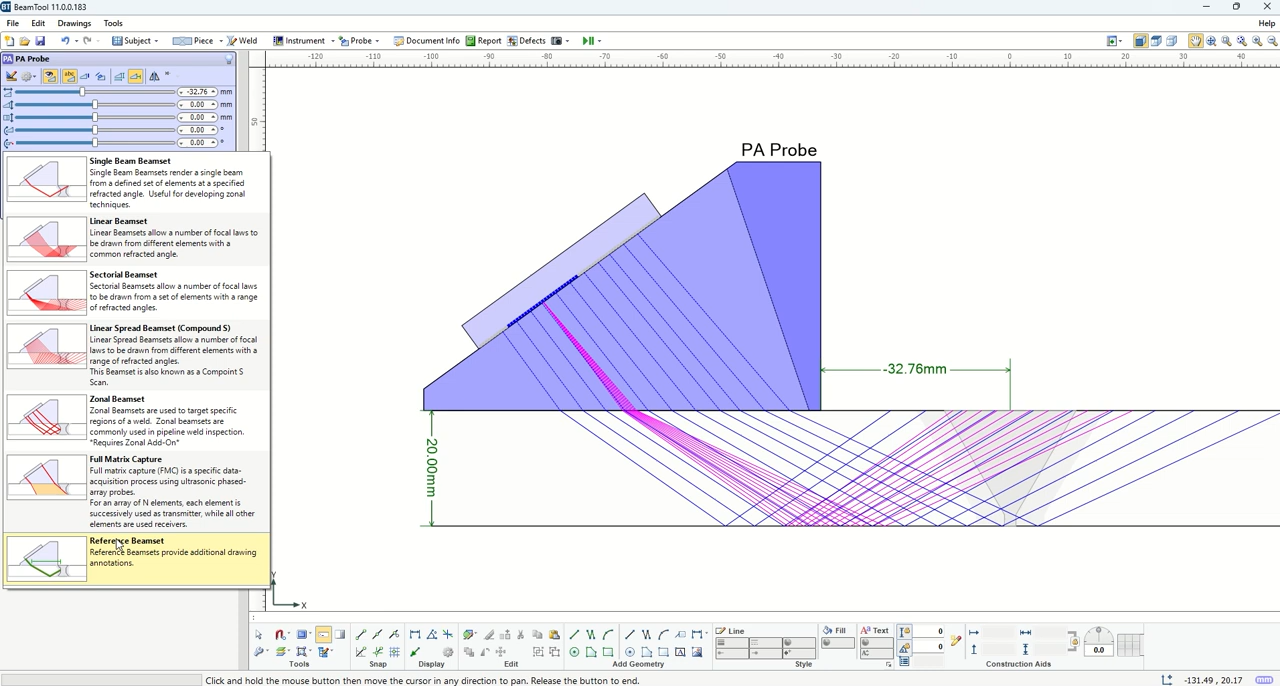 BeamTool 11.0.0.183
File Edit Drawings Tools Help
Subject Piece Weld Instrument Probe Document Info Report Defects
PA PA Probe
-120 -110 -100 -90 -80 -70 -60 -50 -40 -30 -20 -10 0 10 20 30 40
-32.76 mm
0.00 mm
0.00 mm
0.00 °
0.00 °
50
Single Beam Beamset
Single Beam Beamsets render a single beam
from a defined set of elements at a specified
refracted angle. Useful for developing zonal
techniques.
Linear Beamset
Linear Beamsets allow a number of focal laws to
be drawn from different elements with a
common refracted angle.
Sectorial Beamset
Sectorial Beamsets allow a number of focal laws
to be drawn from a set of elements with a range
of refracted angles.
Linear Spread Beamset (Compound S)
Linear Spread Beamsets allow a number of focal
laws to be drawn from different elements with a
range of refracted angles.
This Beamset is also known as a Compoint S
Scan.
Zonal Beamset
Zonal Beamsets are used to target specific
regions of a weld. Zonal beamsets are
commonly used in pipeline weld inspection.
*Requires Zonal Add-On*
Full Matrix Capture
Full matrix capture (FMC) is a specific data-
acquisition process using ultrasonic phased-
array probes.
For an array of N elements, each element is
successively used as transmitter, while all other
elements are used receivers.
Reference Beamset
Reference Beamsets provide additional drawing
annotations.
PA Probe
-32.76mm
20.00mm
Y
X
:
Line Fill Text 0
0
0.0
Tools Snap Display Edit Add Geometry Style Construction Aids
Click and hold the mouse button then move the cursor in any direction to pan. Release the button to end.
-131.49 , 20.17